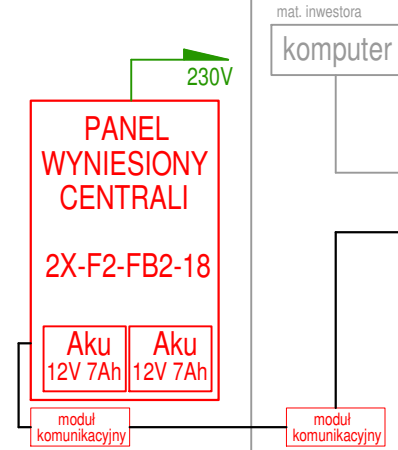 mat. inwestora
komputer
230V
PANEL
WYNIESIONY
CENTRALI
2X-F2-FB2-18
Aku
12V 7Ah
Aku
12V 7Ah
moduł
komunikacyjny
moduł
komunikacyjny